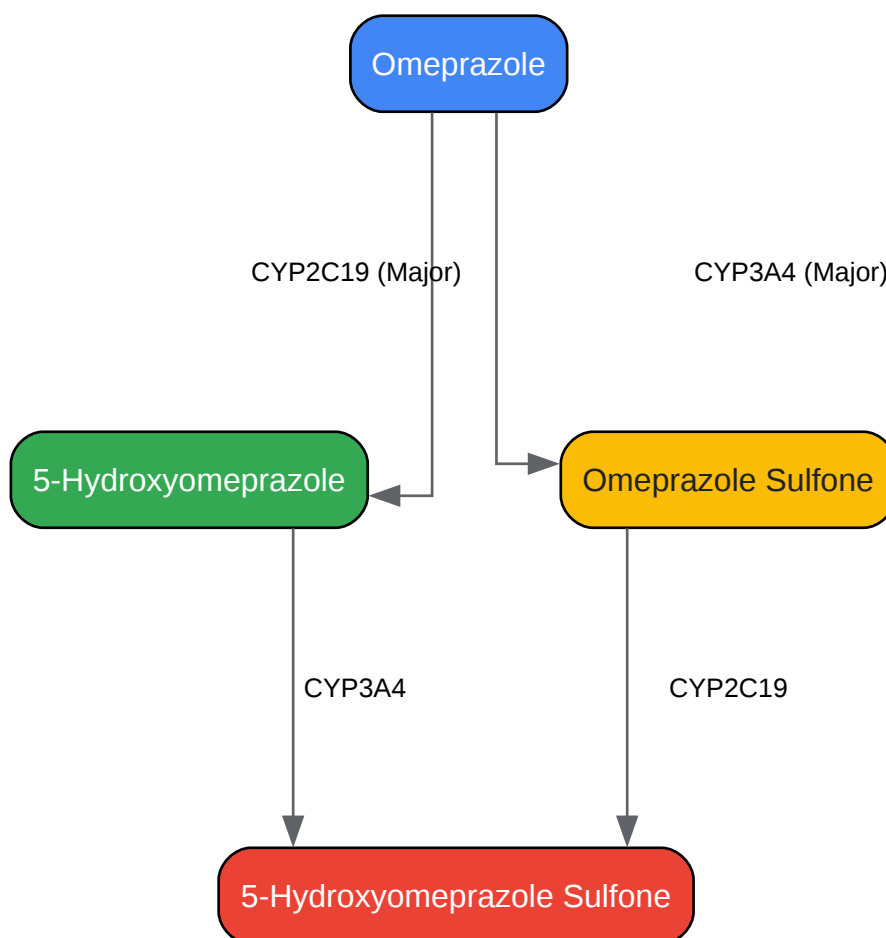 Omeprazole
CYP2C19 (Major)
CYP3A4 (Major)
5-Hydroxyomeprazole
Omeprazole Sulfone
CYP3A4
CYP2C19
5-Hydroxyomeprazole Sulfone